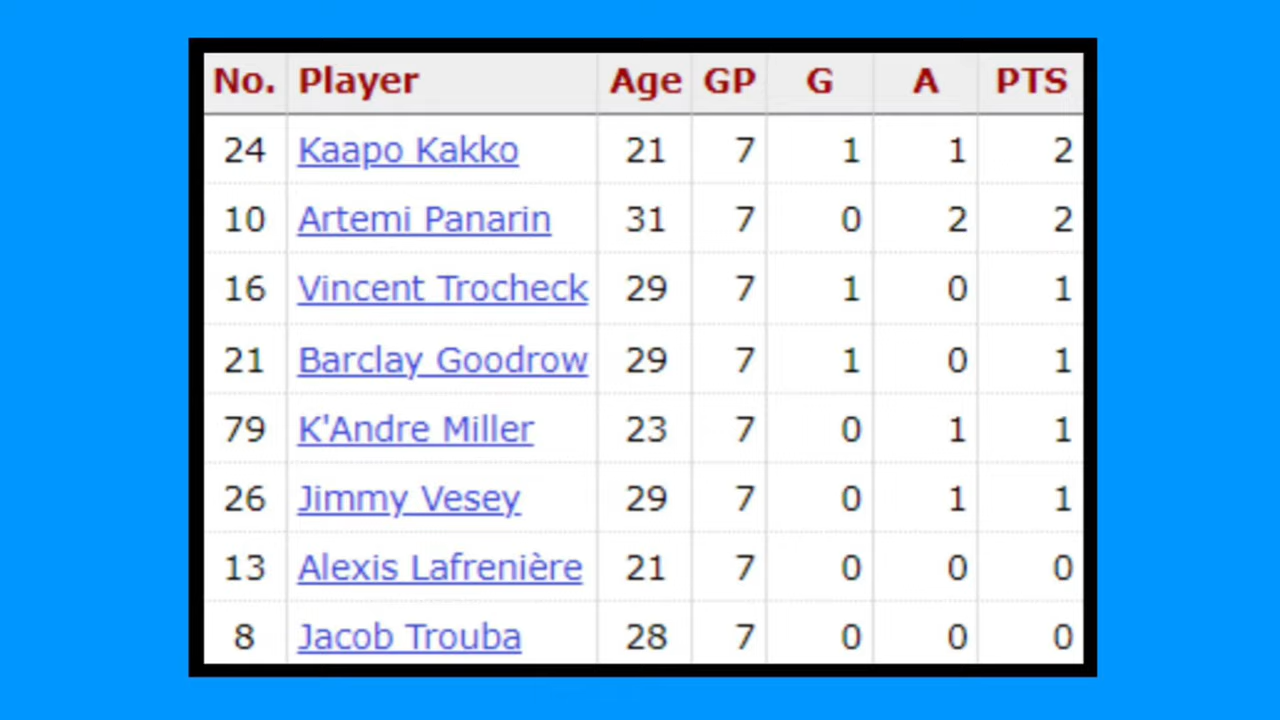 No. Player Age GP G A PTS
24 Kaapo Kakko 21 7 1 1 2
10 Artemi Panarin 31 7 0 2 2
16 Vincent Trocheck 29 7 1 0 1
21 Barclay Goodrow 29 7 1 0 1
79 K'Andre Miller 23 7 0 1 1
26 Jimmy Vesey 29 7 0 1 1
13 Alexis Lafrenière 21 7 0 0 0
8 Jacob Trouba 28 7 0 0 0